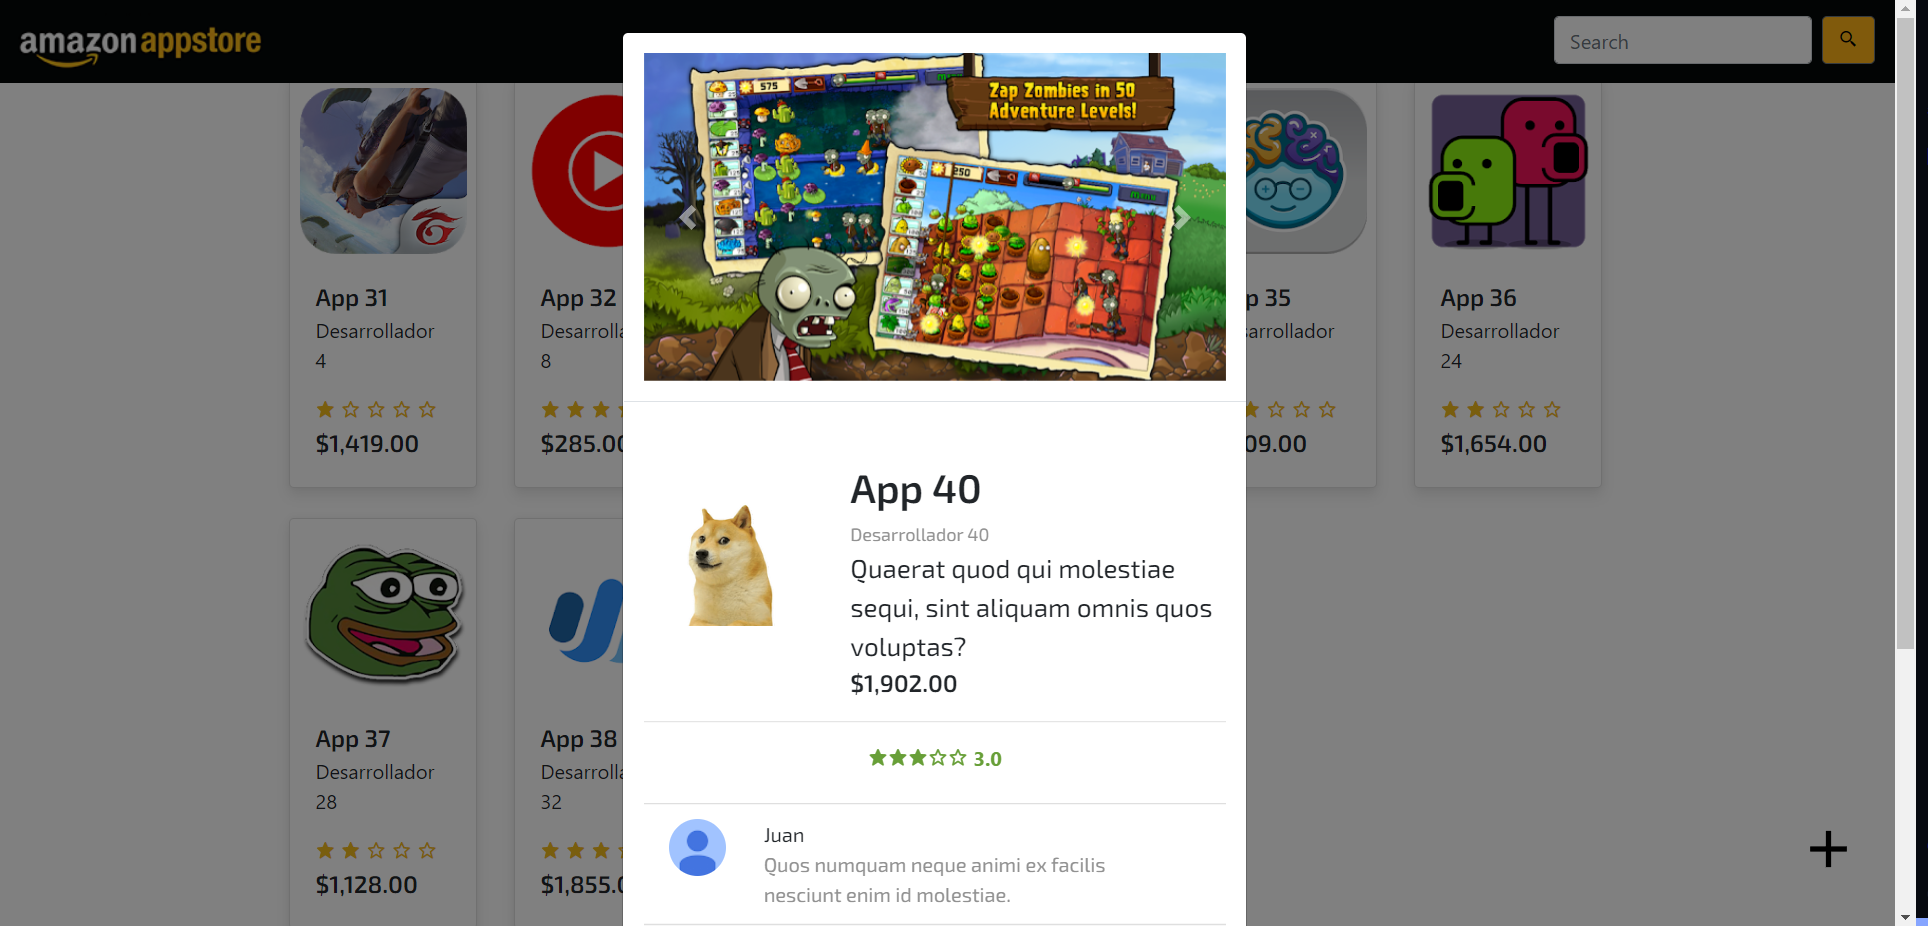 amazon appstore
Search
575
Zap Zombies in 50
Adventure Levels!
250
App 31
Desarrollador
4
$1,419.00
App 32
Desarroll
8
$285.00
p 35
sarrollador
09.00
App 36
Desarrollador
24
$1,654.00
App 40
Desarrollador 40
Quaerat quod qui molestiae
sequi, sint aliquam omnis quos
voluptas?
$1,902.00
3.0
Juan
Quos numquam neque animi ex facilis
nesciunt enim id molestiae.
App 37
Desarrollador
28
$1,128.00
App 38
Desarroll
32
$1,855.0